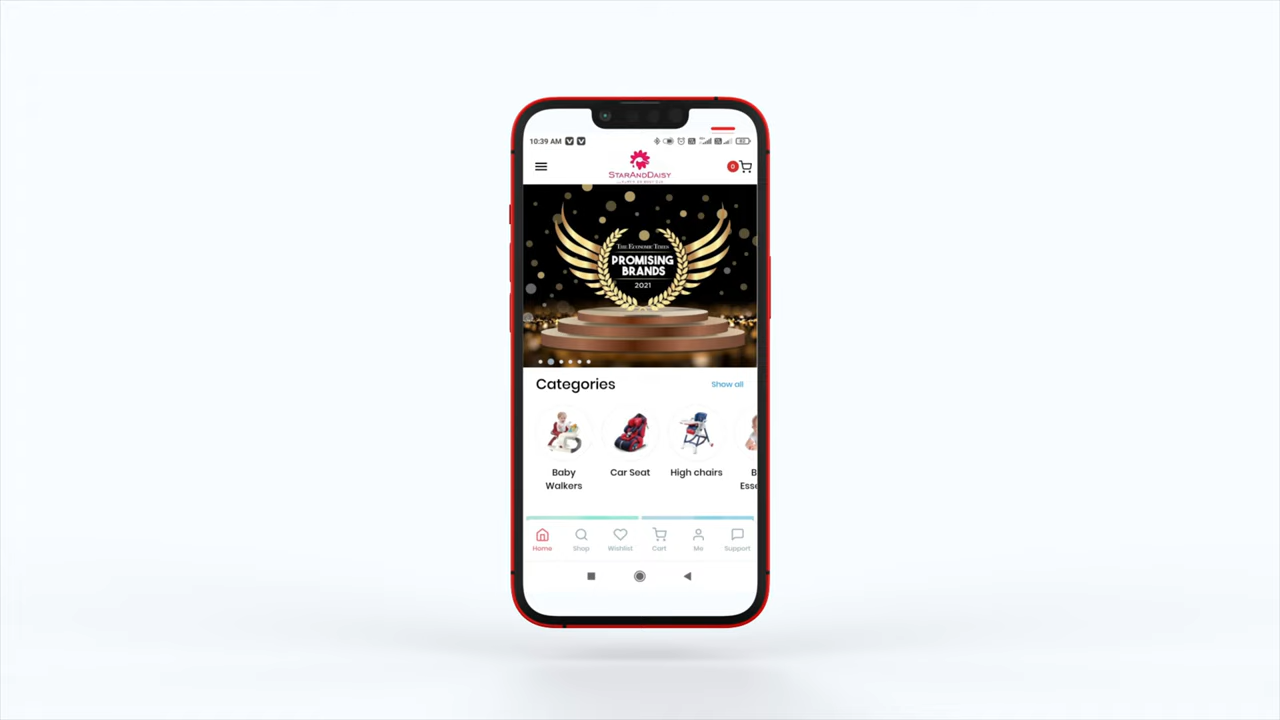 10:39 AM
STARANDDAISY
0
THE ECONOMIC TIMES
PROMISING
BRANDS
2021
Categories
Show all
Baby
Walkers
Car Seat
High chairs
B
Esse
Home
Shop
Wishlist
Cart
Me
Support